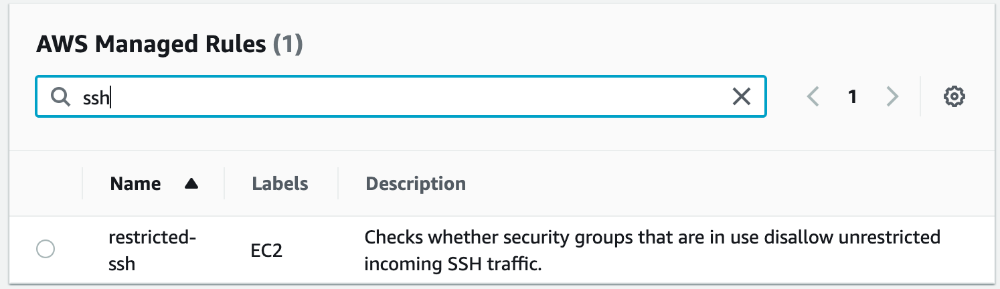 AWS Managed Rules (1)
ssh
1
Name Labels Description
restricted-
ssh
EC2
Checks whether security groups that are in use disallow unrestricted
incoming SSH traffic.